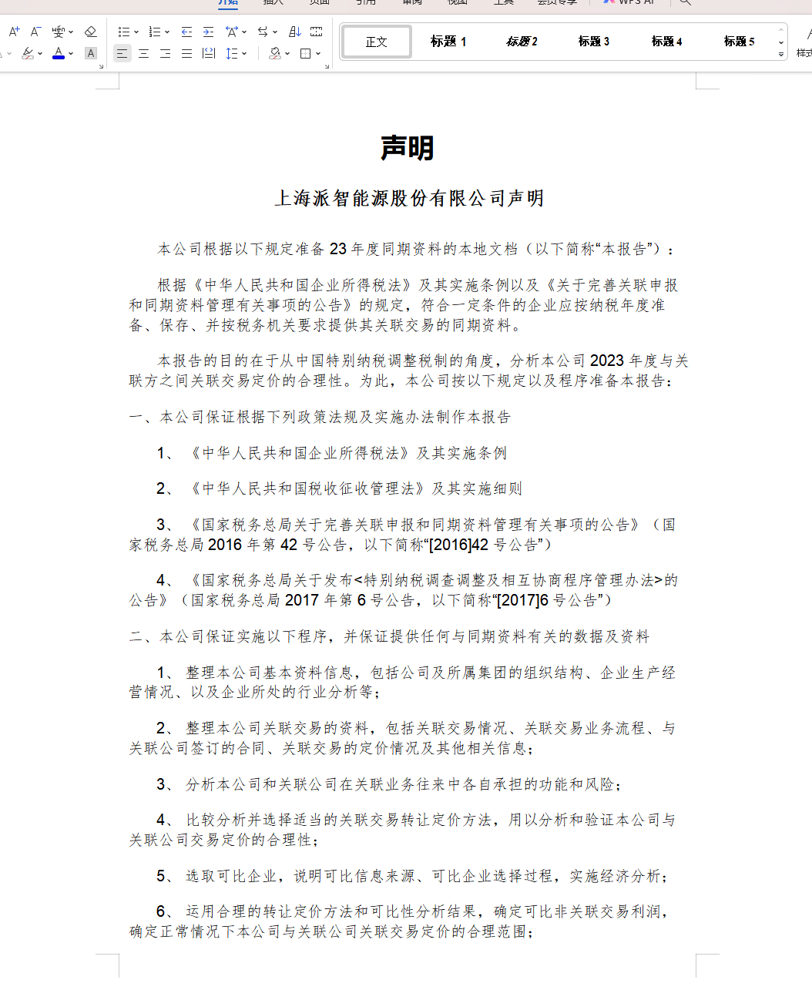 开始 插入 页面 引用 审阅 视图 工具 会员专享 WPS AI
正文 标题 1 标题 2 标题 3 标题 4 标题 5
样式
声明
上海派智能源股份有限公司声明
本公司根据以下规定准备 23 年度同期资料的本地文档（以下简称“本报告”）：
根据《中华人民共和国企业所得税法》及其实施条例以及《关于完善关联申报
和同期资料管理有关事项的公告》的规定，符合一定条件的企业应按纳税年度准
备、保存、并按税务机关要求提供其关联交易的同期资料。
本报告的目的在于从中国特别纳税调整税制的角度，分析本公司 2023 年度与关
联方之间关联交易定价的合理性。为此，本公司按以下规定以及程序准备本报告：
一、本公司保证根据下列政策法规及实施办法制作本报告
1、 《中华人民共和国企业所得税法》及其实施条例
2、 《中华人民共和国税收征收管理法》及其实施细则
3、 《国家税务总局关于完善关联申报和同期资料管理有关事项的公告》（国
家税务总局 2016 年第 42 号公告，以下简称“[2016]42 号公告”）
4、 《国家税务总局关于发布<特别纳税调查调整及相互协商程序管理办法>的
公告》（国家税务总局 2017 年第 6 号公告，以下简称“[2017]6 号公告”）
二、本公司保证实施以下程序，并保证提供任何与同期资料有关的数据及资料
1、 整理本公司基本资料信息，包括公司及所属集团的组织结构、企业生产经
营情况、以及企业所处的行业分析等；
2、 整理本公司关联交易的资料，包括关联交易情况、关联交易业务流程、与
关联公司签订的合同、关联交易的定价情况及其他相关信息；
3、 分析本公司和关联公司在关联业务往来中各自承担的功能和风险；
4、 比较分析并选择适当的关联交易转让定价方法，用以分析和验证本公司与
关联公司交易定价的合理性；
5、 选取可比企业，说明可比信息来源、可比企业选择过程，实施经济分析；
6、 运用合理的转让定价方法和可比性分析结果，确定可比非关联交易利润，
确定正常情况下本公司与关联公司关联交易定价的合理范围；